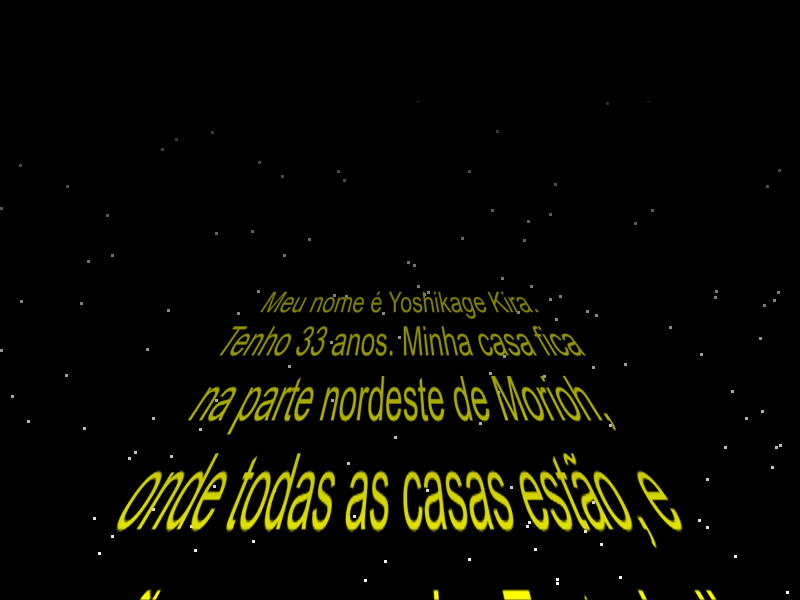 Meu nome é Yoshikage Kira.
Tenho 33 anos. Minha casa fica
na parte nordeste de Morioh,
onde todas as casas estão, e